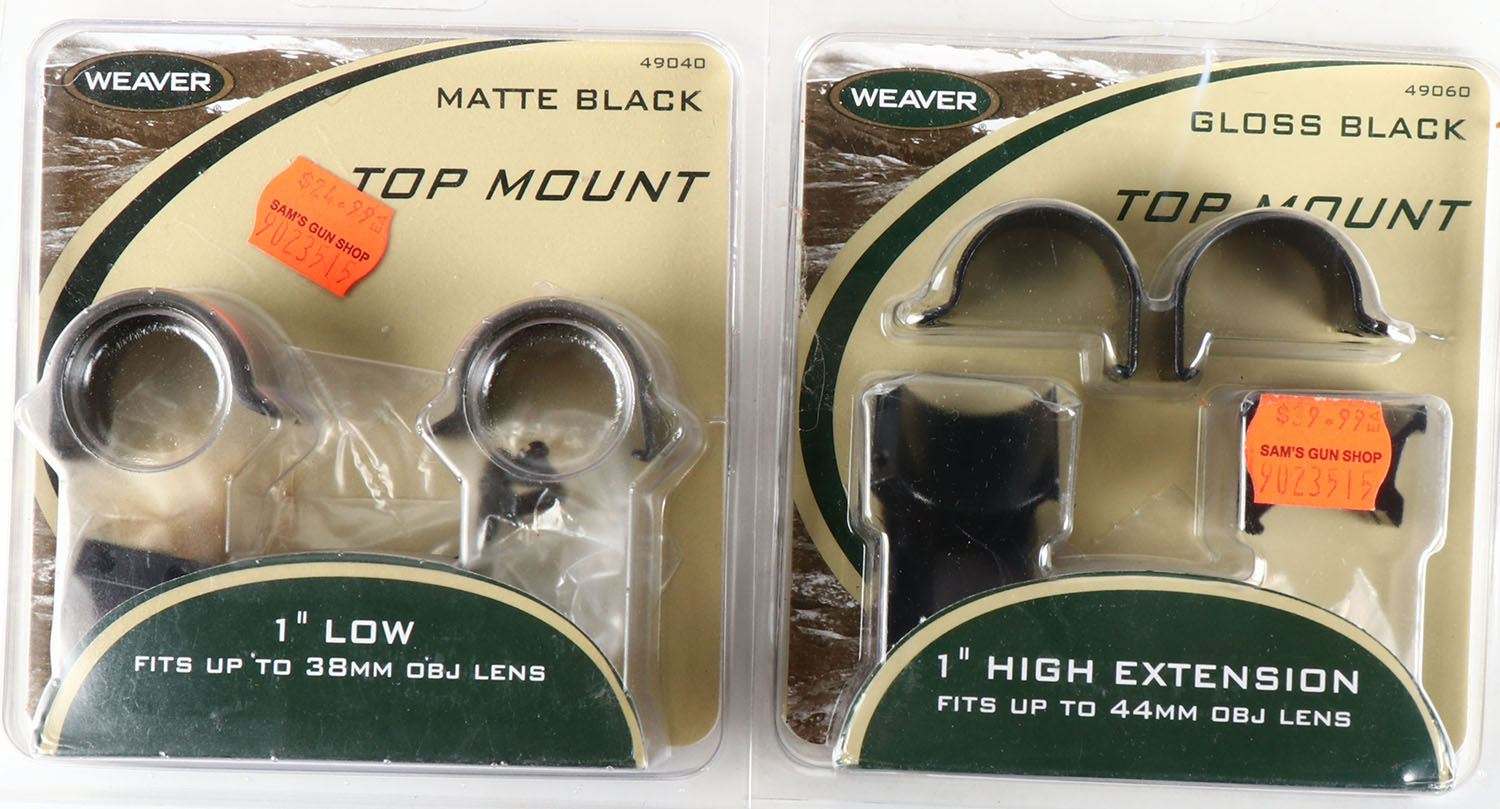 WEAVER
49040
MATTE BLACK
TOP MOUNT
$24.99
SAM'S GUN SHOP
9023515
1" LOW
FITS UP TO 38MM OBJ LENS
WEAVER
49060
GLOSS BLACK
TOP MOUNT
$39.99
SAM'S GUN SHOP
9023515
1" HIGH EXTENSION
FITS UP TO 44MM OBJ LENS